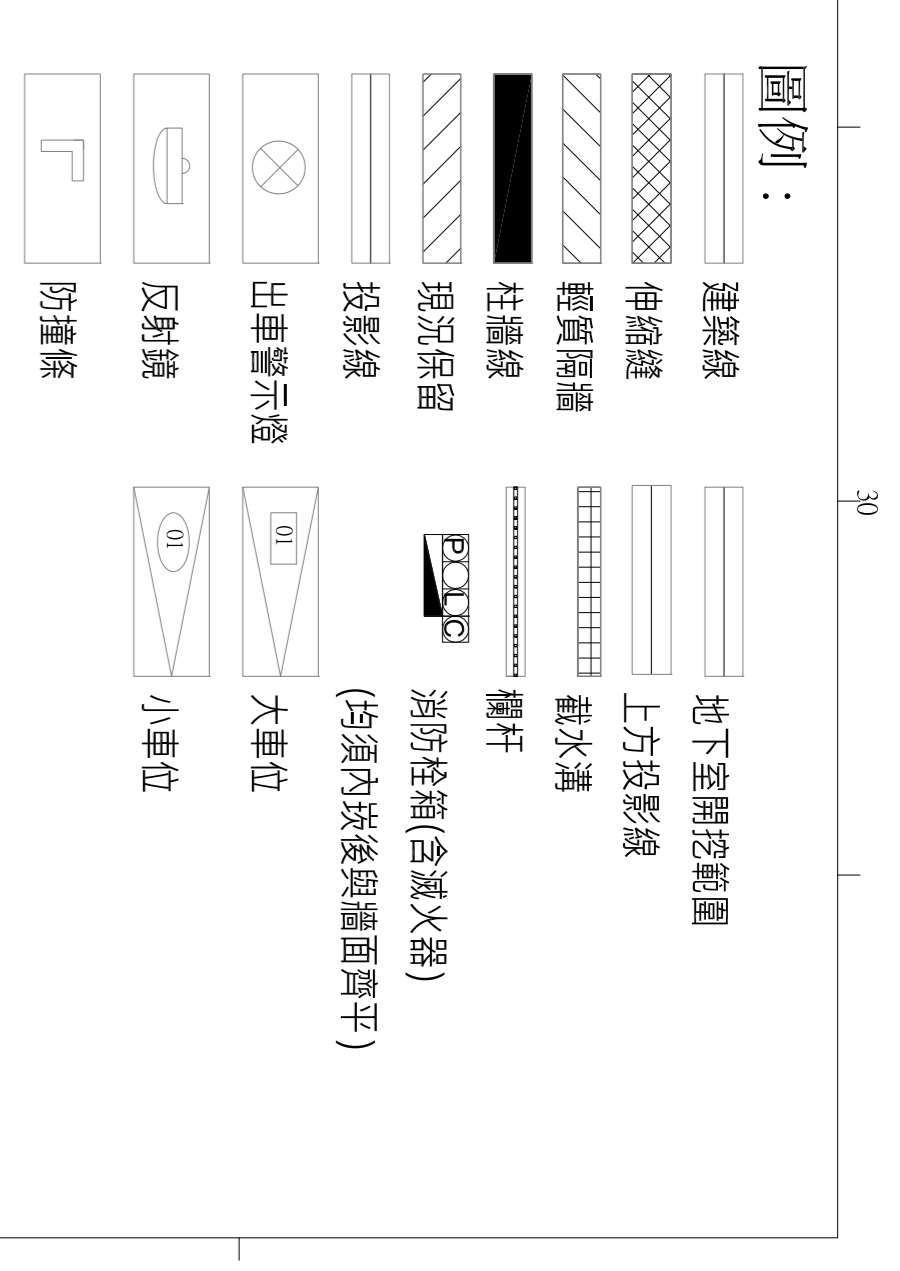 圖例：
建築線
伸縮縫
輕質隔牆
柱牆線
現況保留
投影線
出車警示燈
反射鏡
防撞條
地下室開挖範圍
上方投影線
截水溝
欄杆
P L C
消防栓箱(含滅火器)
(均須內崁後與牆面齊平)
01
大車位
01
小車位
30